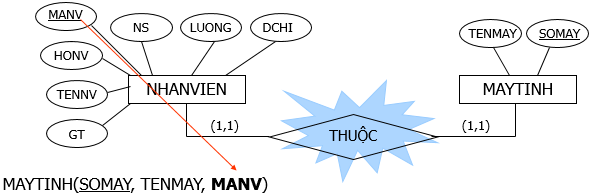 MANV
NS
LUONG
DCHI
HONV
TENNV
GT
NHANVIEN
TENMAY
SOMAY
MAYTINH
(1,1)
THUỘC
(1,1)
MAYTINH(SOMAY, TENMAY, MANV)